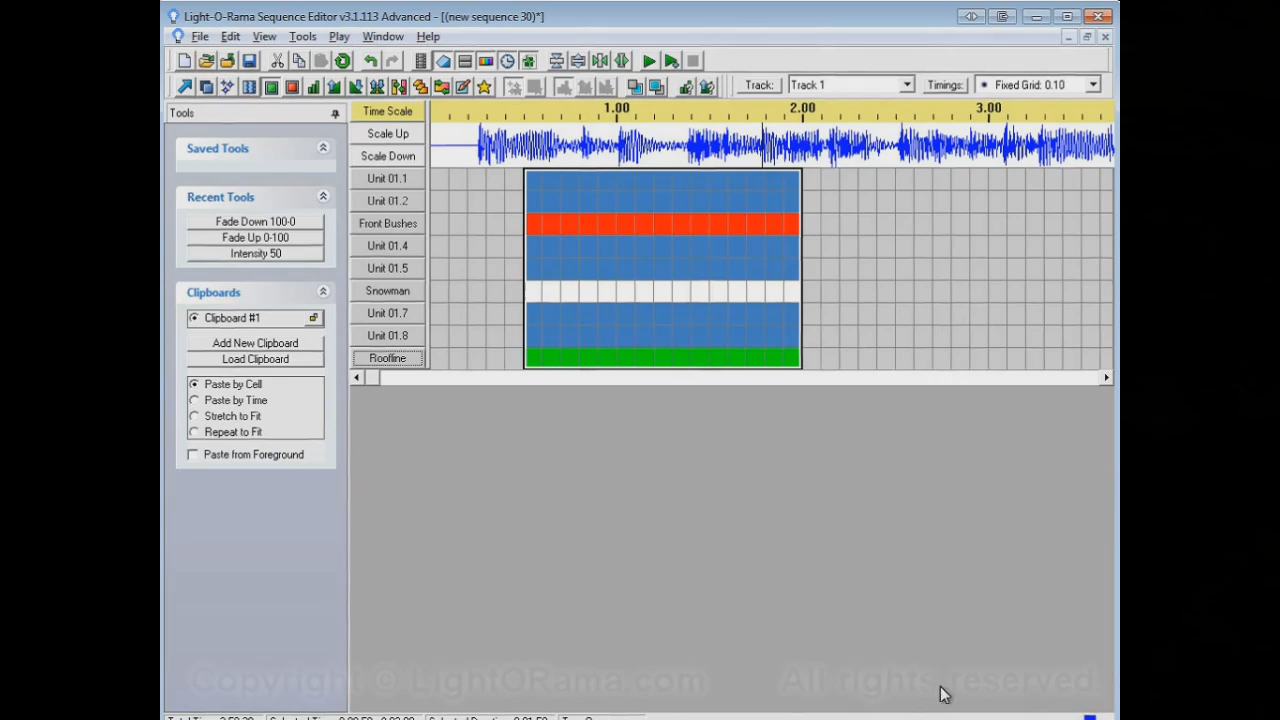 Light-O-Rama Sequence Editor v3.1.113 Advanced - [(new sequence 30)*]
File Edit View Tools Play Window Help
Track: Track 1 Timings: Fixed Grid: 0.10
Tools
Saved Tools
Recent Tools
Fade Down 100-0
Fade Up 0-100
Intensity 50
Clipboards
Clipboard #1
Add New Clipboard
Load Clipboard
Paste by Cell
Paste by Time
Stretch to Fit
Repeat to Fit
Paste from Foreground
Time Scale 1.00 2.00 3.00
Scale Up
Scale Down
Unit 01.1
Unit 01.2
Front Bushes
Unit 01.4
Unit 01.5
Snowman
Unit 01.7
Unit 01.8
Roofline
Copyright © LightORama.com All rights reserved